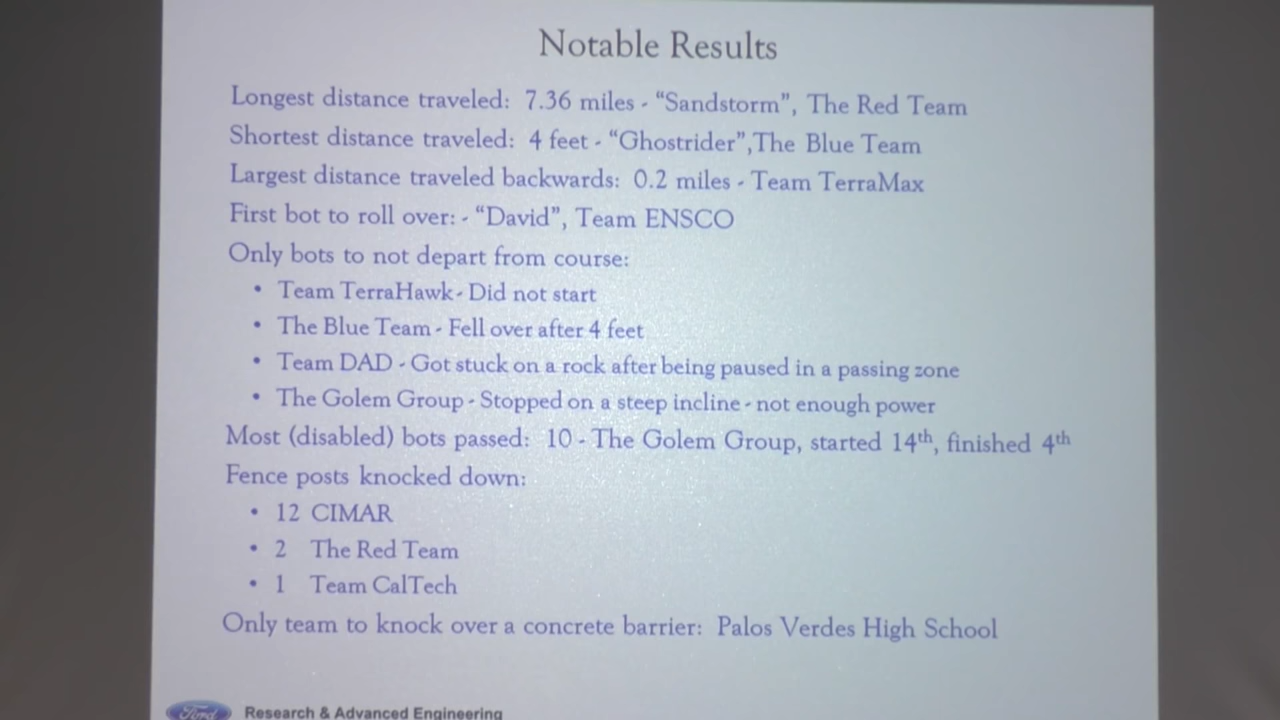 Notable Results
Longest distance traveled: 7.36 miles - “Sandstorm”, The Red Team
Shortest distance traveled: 4 feet - “Ghostrider”,The Blue Team
Largest distance traveled backwards: 0.2 miles - Team TerraMax
First bot to roll over: - “David”, Team ENSCO
Only bots to not depart from course:
• Team TerraHawk - Did not start
• The Blue Team - Fell over after 4 feet
• Team DAD - Got stuck on a rock after being paused in a passing zone
• The Golem Group - Stopped on a steep incline - not enough power
Most (disabled) bots passed: 10 - The Golem Group, started 14th, finished 4th
Fence posts knocked down:
• 12 CIMAR
• 2 The Red Team
• 1 Team CalTech
Only team to knock over a concrete barrier: Palos Verdes High School
Ford Research & Advanced Engineering